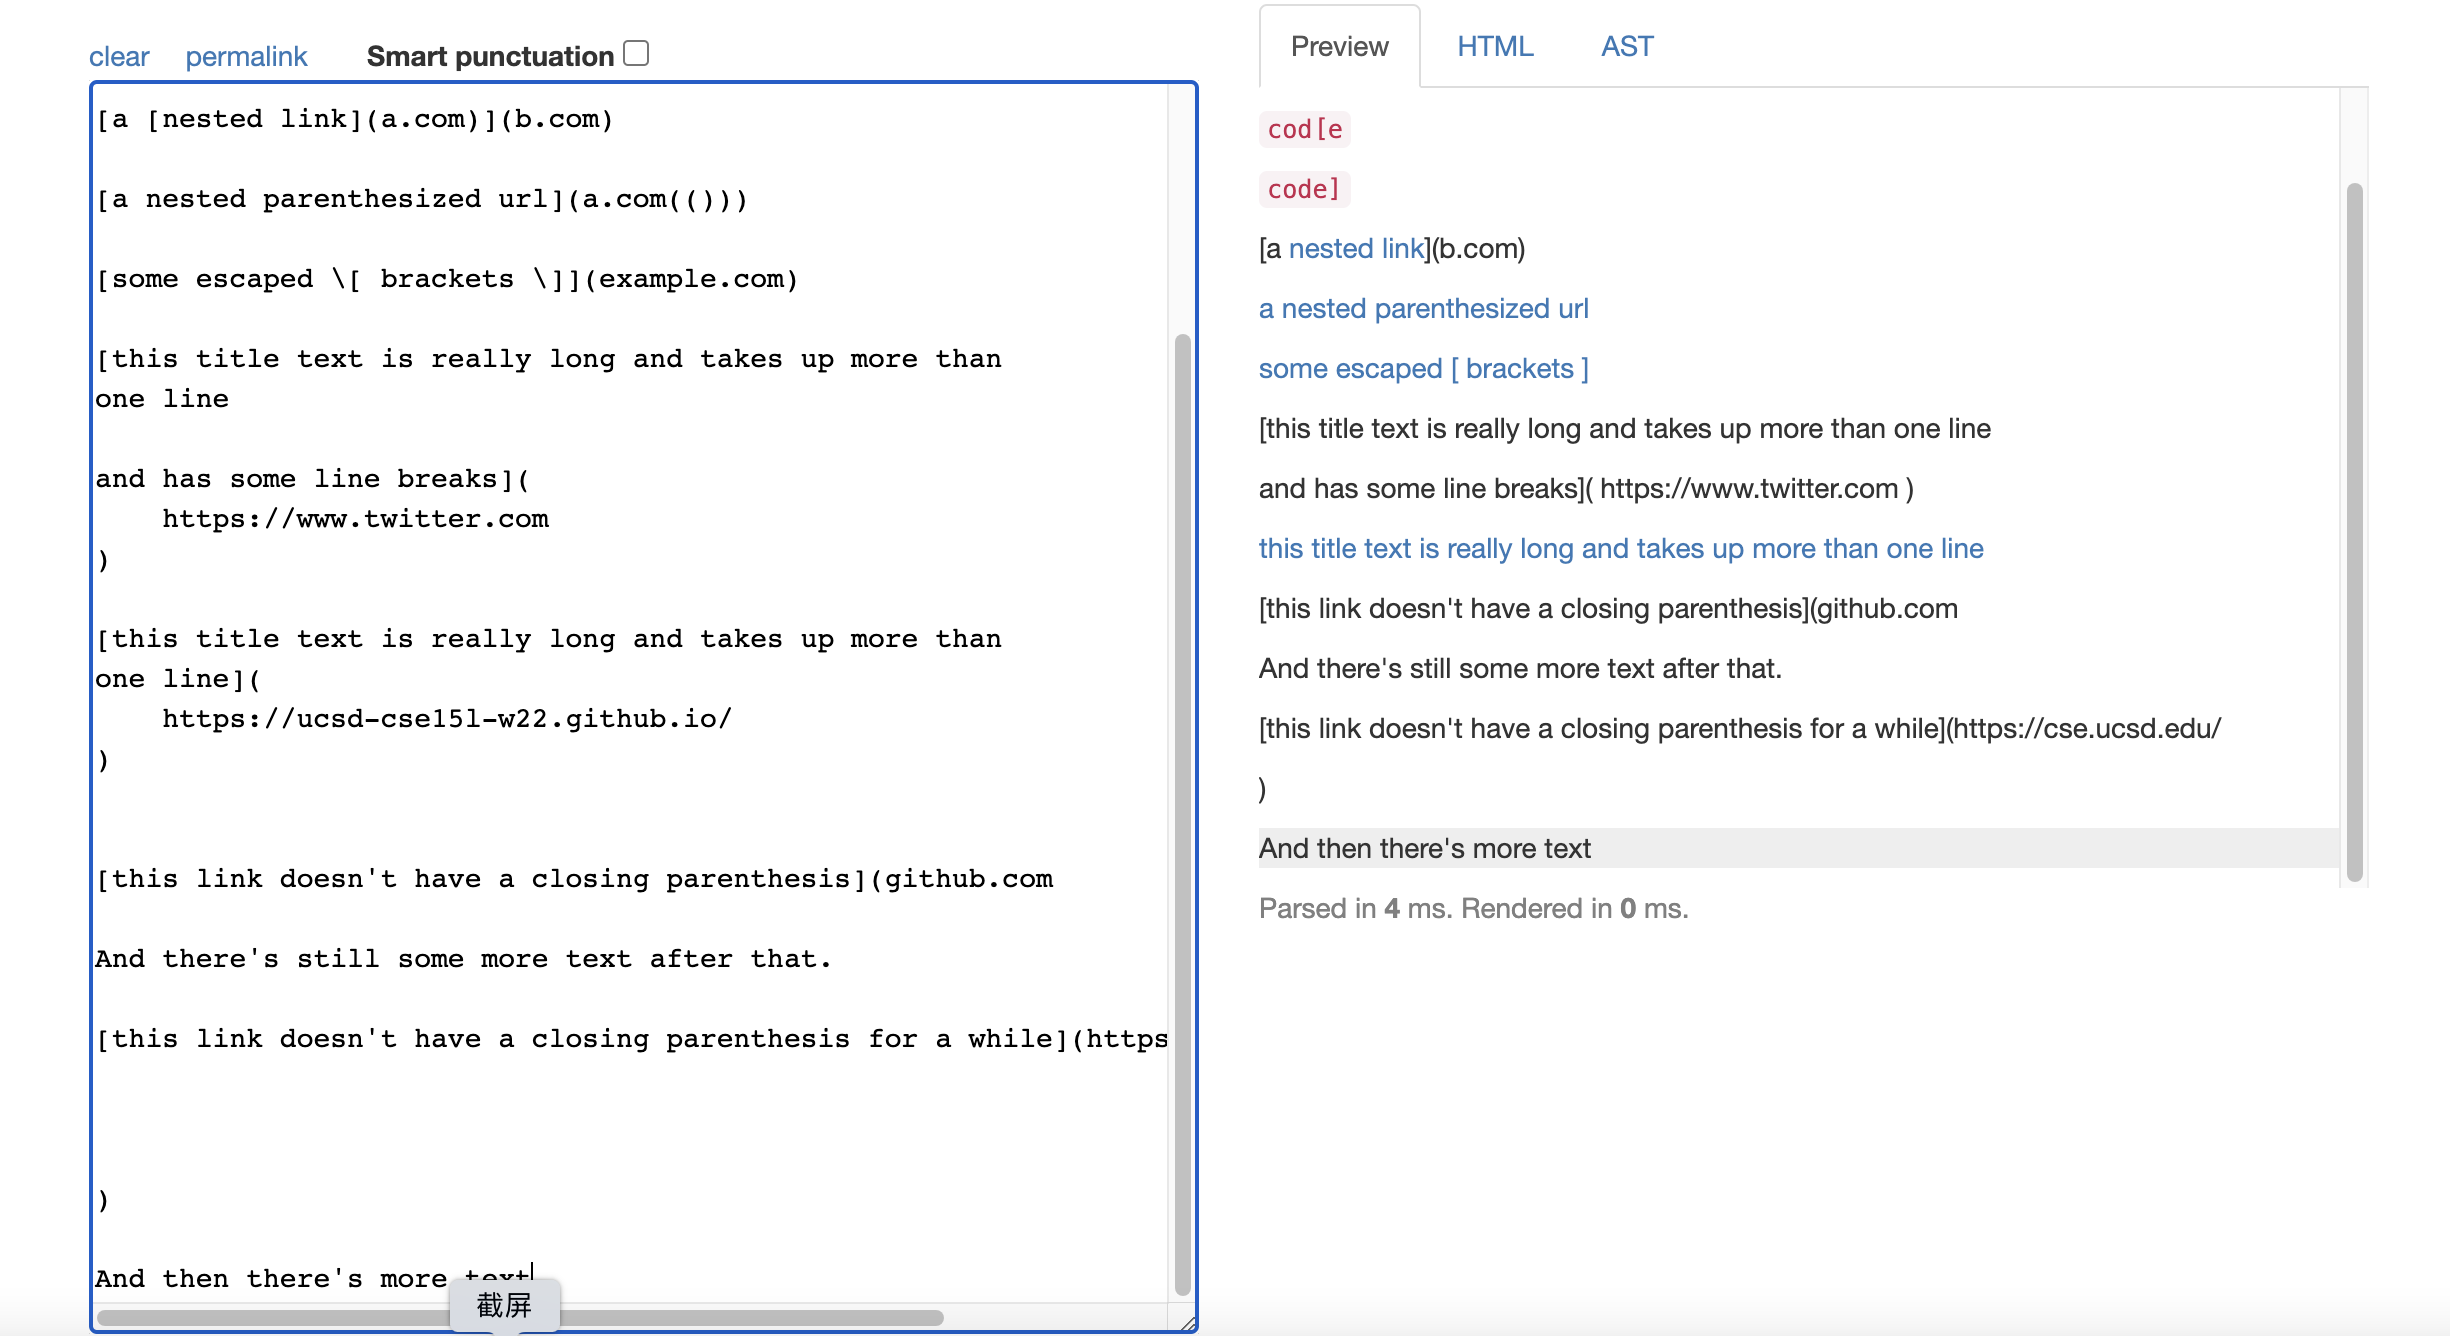 clear permalink Smart punctuation
[a [nested link](a.com)](b.com)
[a nested parenthesized url](a.com(()))
[some escaped \[ brackets \]](example.com)
[this title text is really long and takes up more than
one line
and has some line breaks](
https://www.twitter.com
)
[this title text is really long and takes up more than
one line](
https://ucsd-cse15l-w22.github.io/
)
[this link doesn't have a closing parenthesis](github.com
And there's still some more text after that.
[this link doesn't have a closing parenthesis for a while](https
)
And then there's more text
截屏
Preview HTML AST
cod[e
code]
[a nested link](b.com)
a nested parenthesized url
some escaped [ brackets ]
[this title text is really long and takes up more than one line
and has some line breaks]( https://www.twitter.com )
this title text is really long and takes up more than one line
[this link doesn't have a closing parenthesis](github.com
And there's still some more text after that.
[this link doesn't have a closing parenthesis for a while](https://cse.ucsd.edu/
)
And then there's more text
Parsed in 4 ms. Rendered in 0 ms.